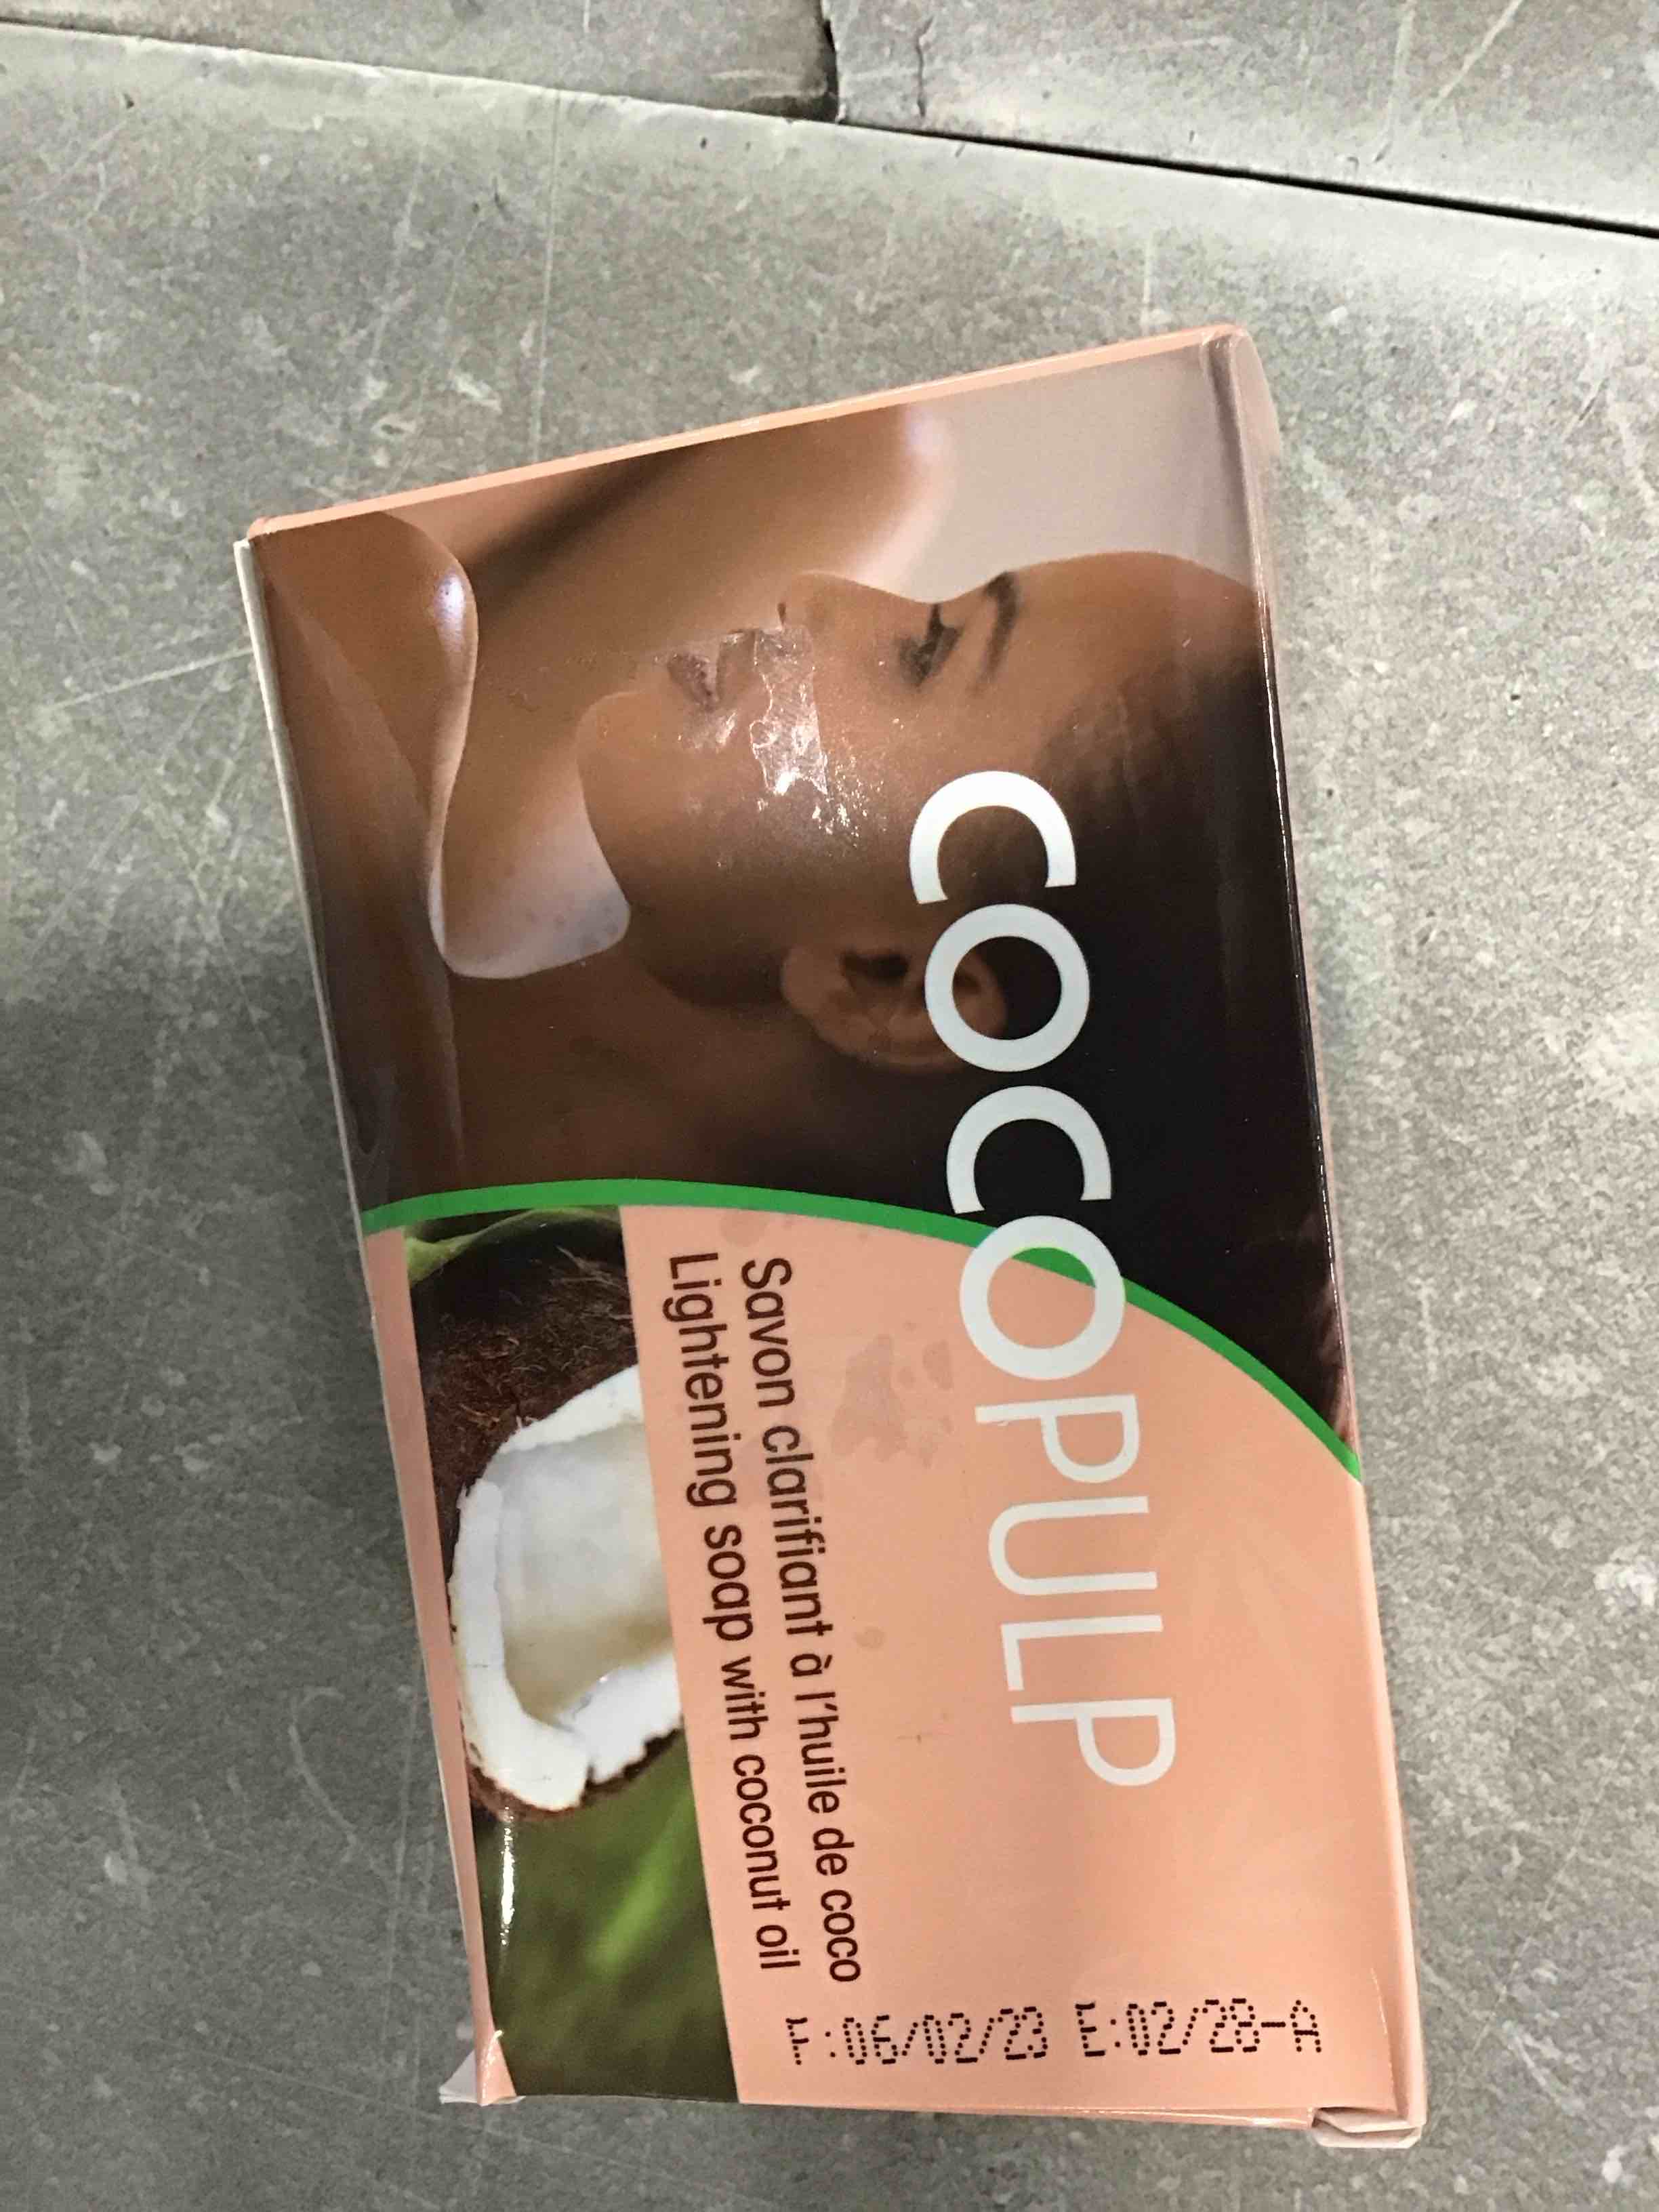 COCOPULP
Savon clarifiant à l'huile de coco
Lightening soap with coconut oil
F:06/02/23 E:02/28-A